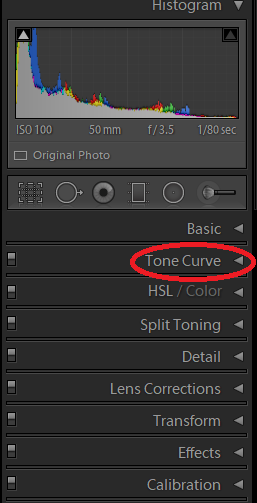 Histogram
ISO 100 50 mm f / 3.5 1/80 sec
Original Photo
Basic
Tone Curve
HSL / Color
Split Toning
Detail
Lens Corrections
Transform
Effects
Calibration